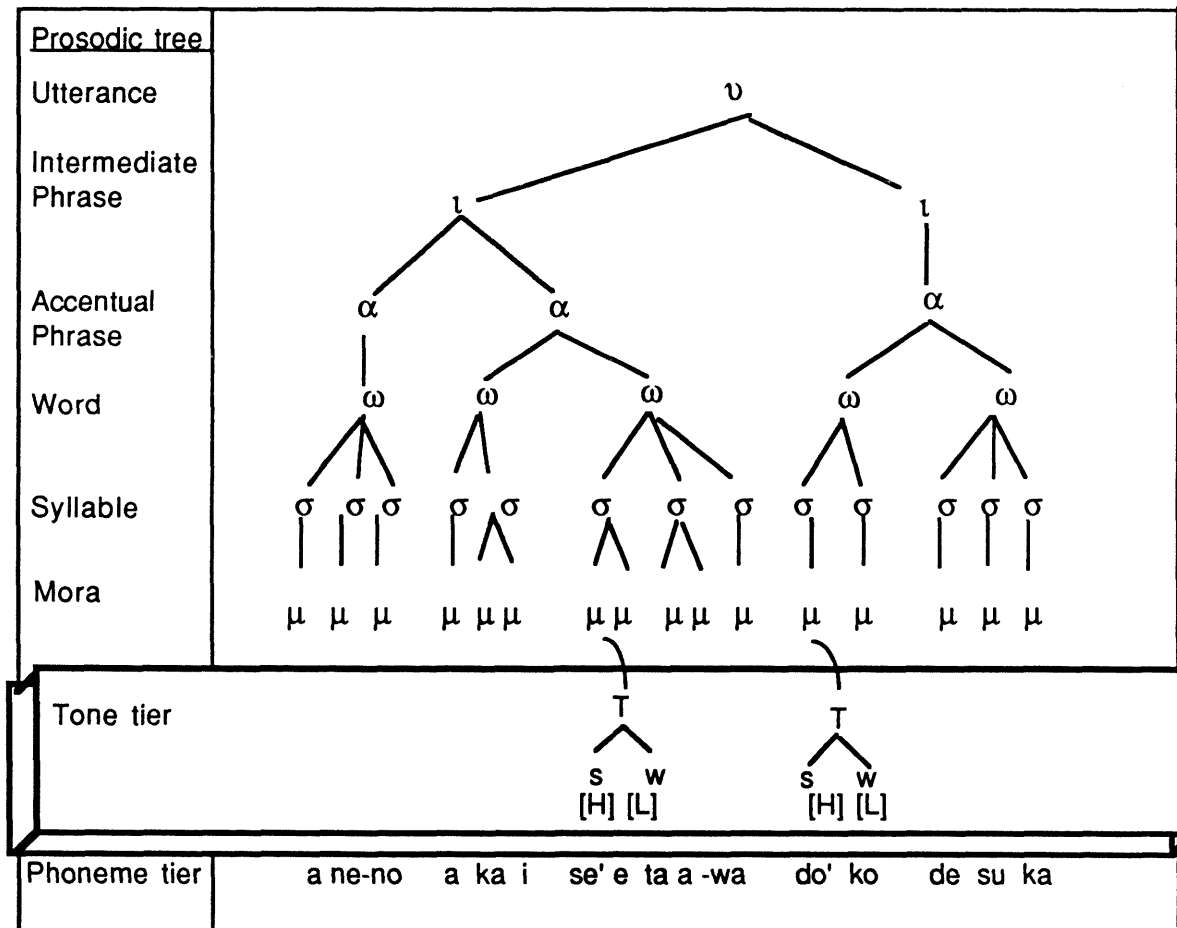 Prosodic tree
Utterance υ
Intermediate
Phrase ι ι
Accentual α α α
Phrase
Word ω ω ω ω ω
Syllable σ σ σ σ σ σ σ σ σ σ σ σ σ
Mora μ μ μ μ μ μ μ μ μ μ μ μ μ μ μ μ
Tone tier T T
s w s w
[H] [L] [H] [L]
Phoneme tier a ne-no a ka i se' e ta a -wa do' ko de su ka